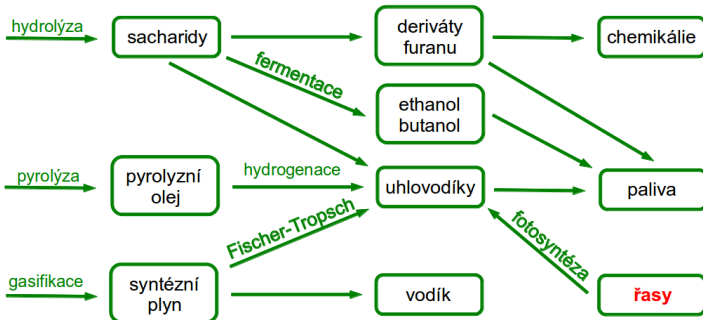 hydrolýza
sacharidy
deriváty
furanu
chemikálie
fermentace
ethanol
butanol
pyrolýza
pyrolyzní
olej
hydrogenace
uhlovodíky
paliva
Fischer-Tropsch
fotosyntéza
gasifikace
syntézní
plyn
vodík
řasy